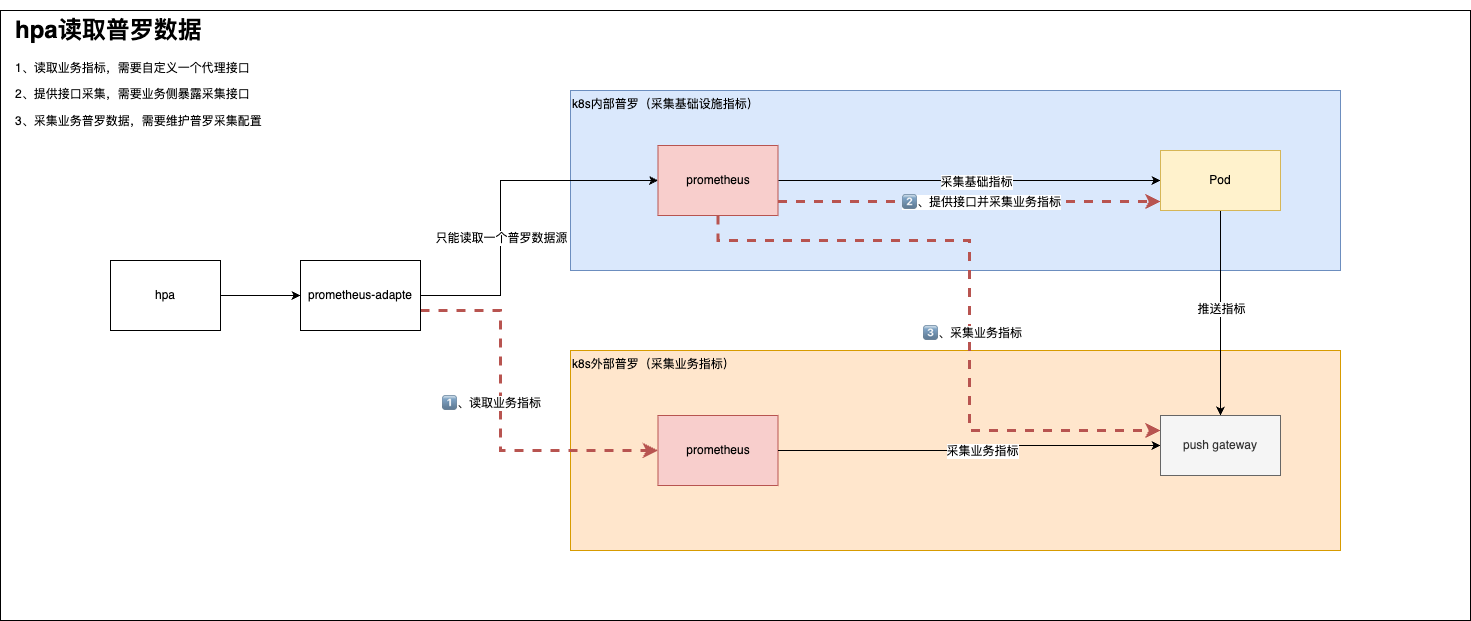 hpa读取普罗数据
1、读取业务指标，需要自定义一个代理接口
2、提供接口采集，需要业务侧暴露采集接口
3、采集业务普罗数据，需要维护普罗采集配置
k8s内部普罗（采集基础设施指标）
prometheus
采集基础指标
Pod
2、提供接口并采集业务指标
只能读取一个普罗数据源
hpa
prometheus-adapte
推送指标
3、采集业务指标
k8s外部普罗（采集业务指标）
1、读取业务指标
prometheus
采集业务指标
push gateway